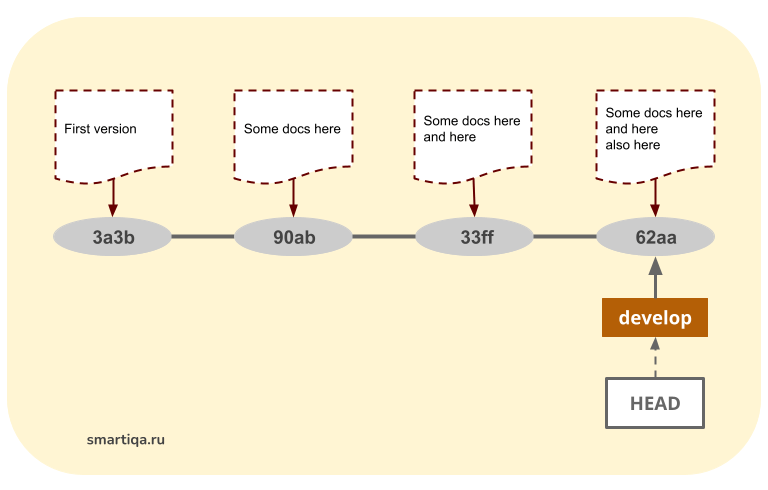 First version
Some docs here
Some docs here
and here
Some docs here
and here
also here
3a3b
90ab
33ff
62aa
develop
HEAD
smartiqa.ru